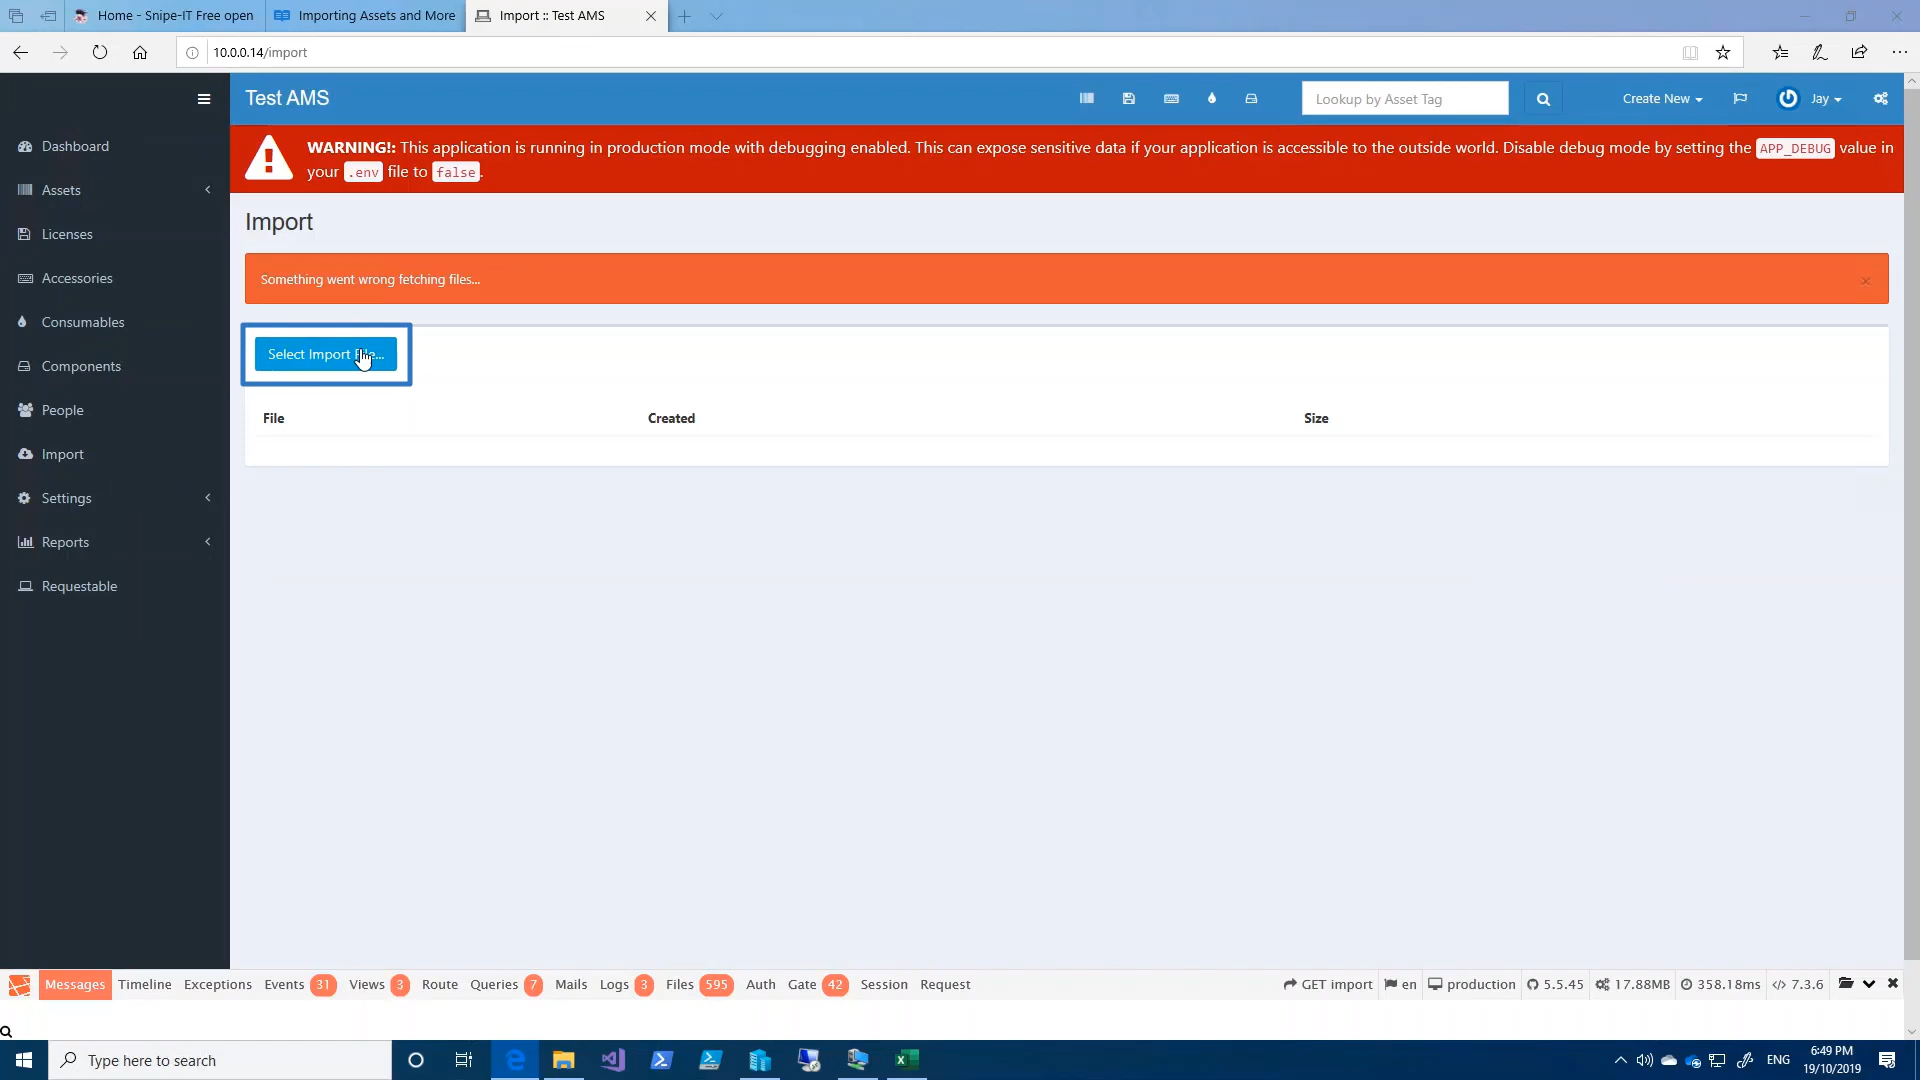 Home - Snipe-IT Free open
Importing Assets and More
Import :: Test AMS
10.0.0.14/import
Test AMS
Lookup by Asset Tag
Create New
Jay
WARNING!: This application is running in production mode with debugging enabled. This can expose sensitive data if your application is accessible to the outside world. Disable debug mode by setting the APP_DEBUG value in
your .env file to false.
Dashboard
Assets
Licenses
Accessories
Consumables
Components
People
Import
Settings
Reports
Requestable
Import
Something went wrong fetching files...
×
Select Import ...
File Created Size
Messages Timeline Exceptions Events 31 Views 3 Route Queries 7 Mails Logs 3 Files 595 Auth Gate 42 Session Request GET import en production 5.5.45 17.88MB 358.18ms 7.3.6
Type here to search
ENG
6:49 PM
19/10/2019